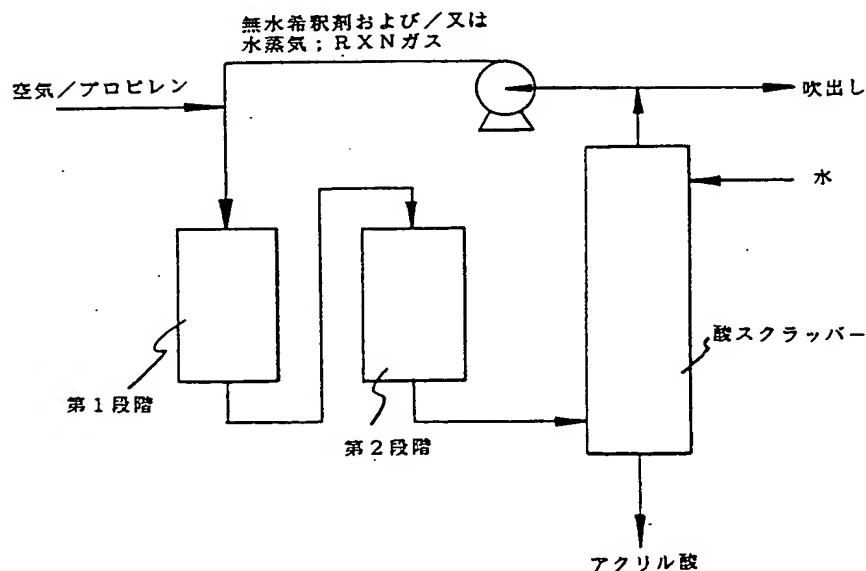 無水希釈剤および／又は
水蒸気；ＲＸＮガス
空気／プロピレン
吹出し
水
酸スクラッパー
第１段階
第２段階
アクリル酸